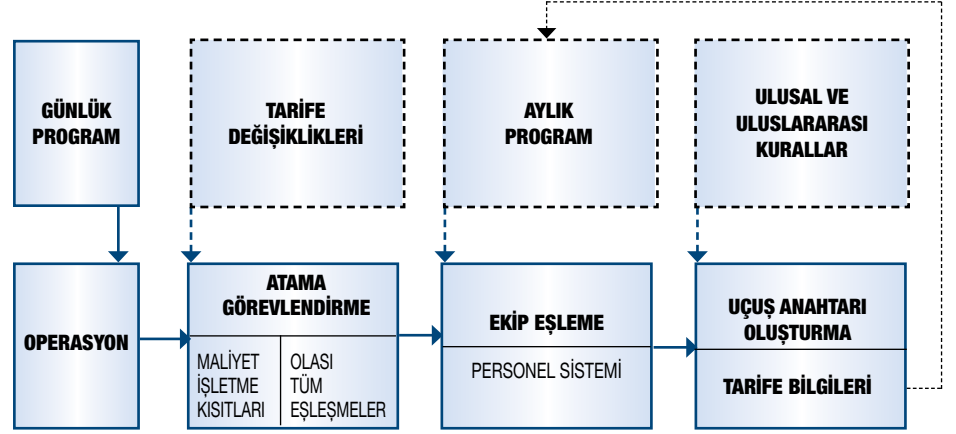 GÜNLÜK
PROGRAM
TARİFE
DEĞİŞİKLİKLERİ
AYLIK
PROGRAM
ULUSAL VE
ULUSLARARASI
KURALLAR
OPERASYON
ATAMA
GÖREVLENDİRME
MALİYET
İŞLETME
KISITLARI
OLASI
TÜM
EŞLEŞMELER
EKİP EŞLEME
PERSONEL SİSTEMİ
UÇUŞ ANAHTARI
OLUŞTURMA
TARİFE BİLGİLERİ